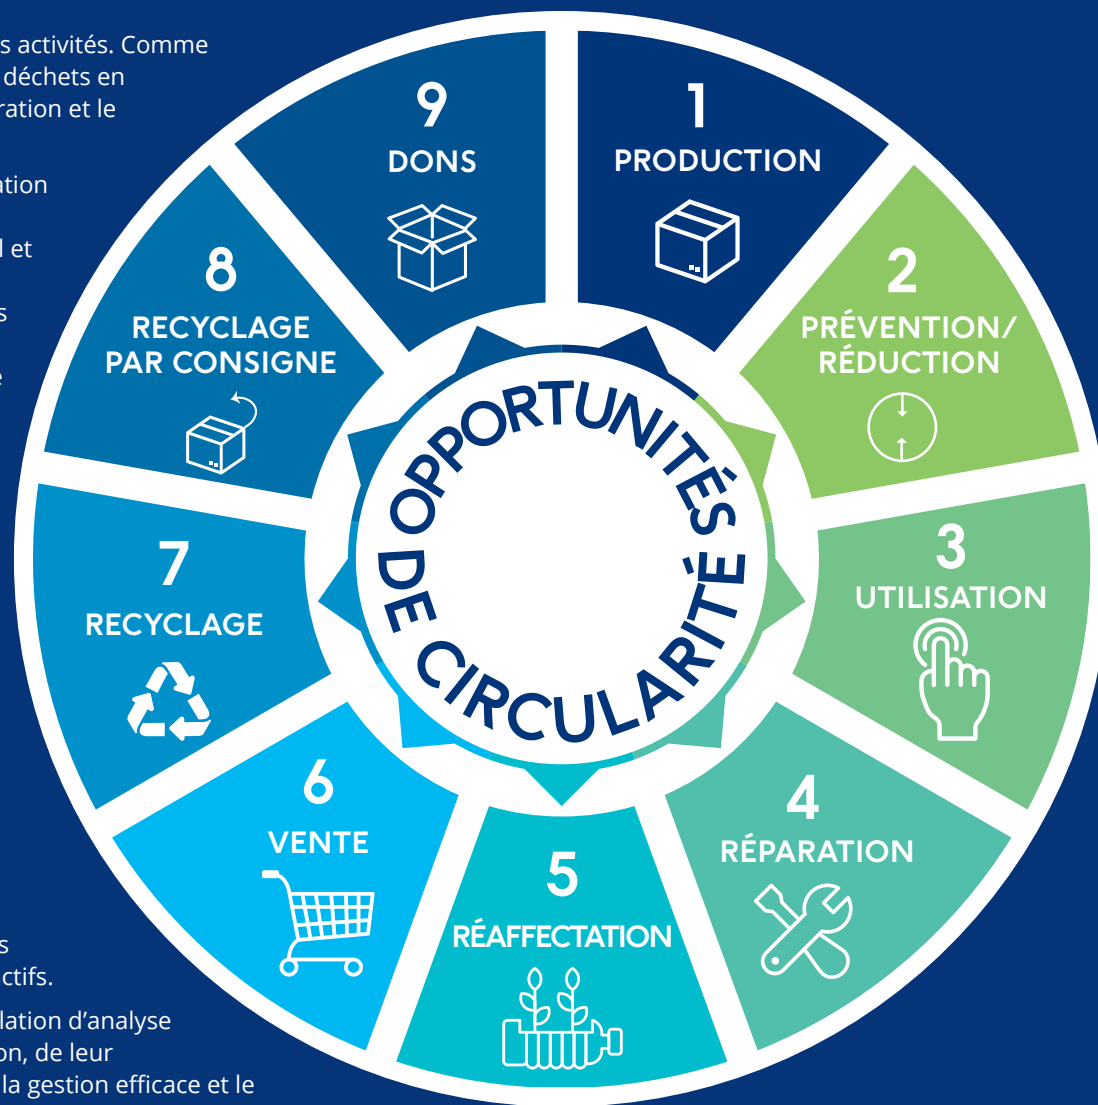 s activités. Comme
déchets en
ration et le
ation
l et
s
e
s
ctifs.
lation d’analyse
on, de leur
la gestion efficace et le
OPPORTUNITÉS
DE CIRCULARITÉ
1
PRODUCTION
2
PRÉVENTION/
RÉDUCTION
3
UTILISATION
4
RÉPARATION
5
RÉAFFECTATION
6
VENTE
7
RECYCLAGE
8
RECYCLAGE
PAR CONSIGNE
9
DONS